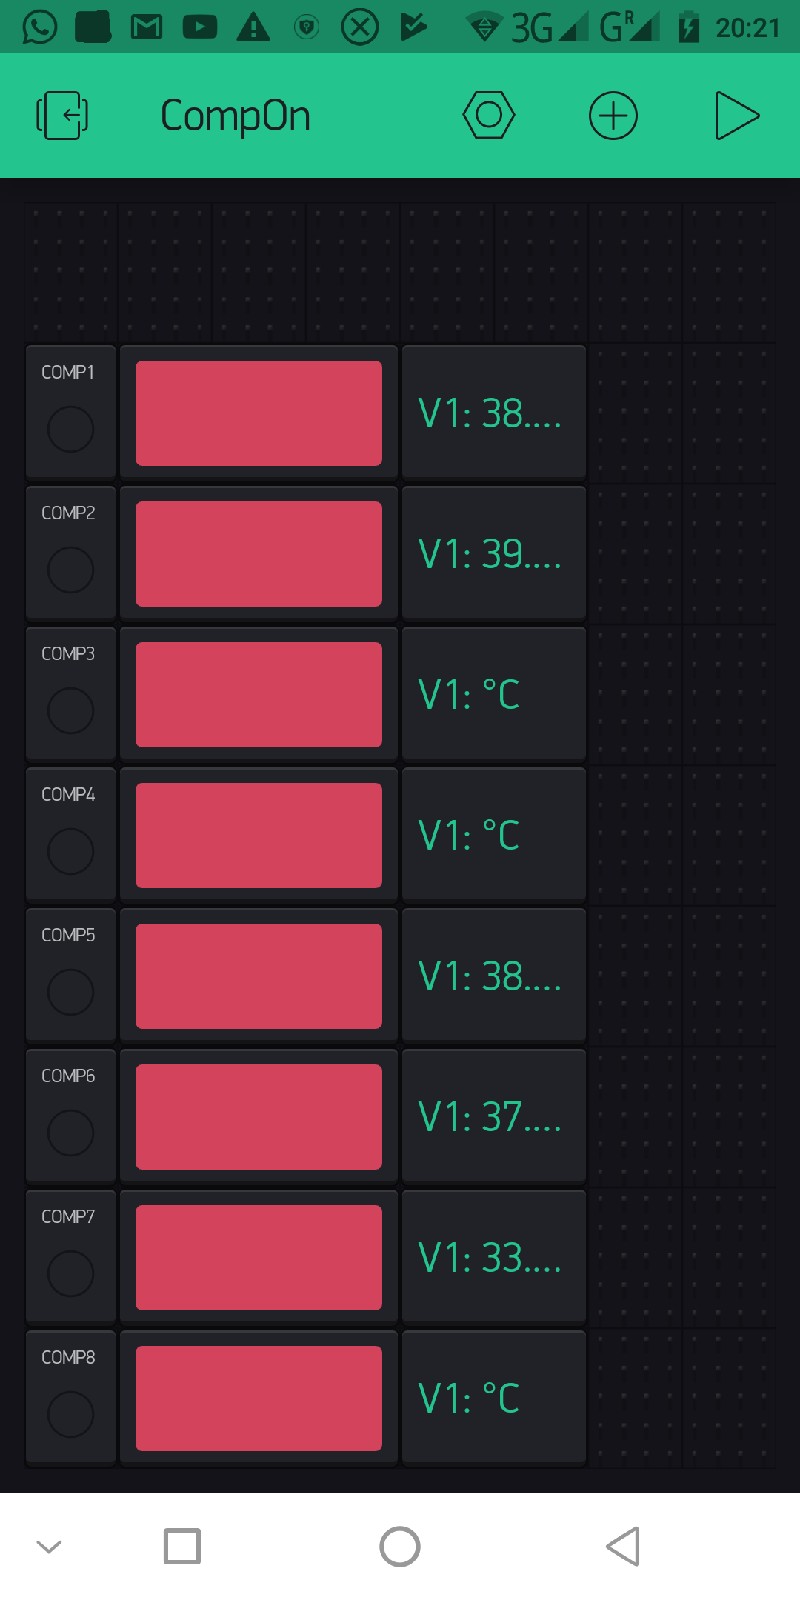 3G G R 20:21
CompOn
COMP1
V1: 38....
COMP2
V1: 39....
COMP3
V1: °C
COMP4
V1: °C
COMP5
V1: 38....
COMP6
V1: 37....
COMP7
V1: 33....
COMP8
V1: °C